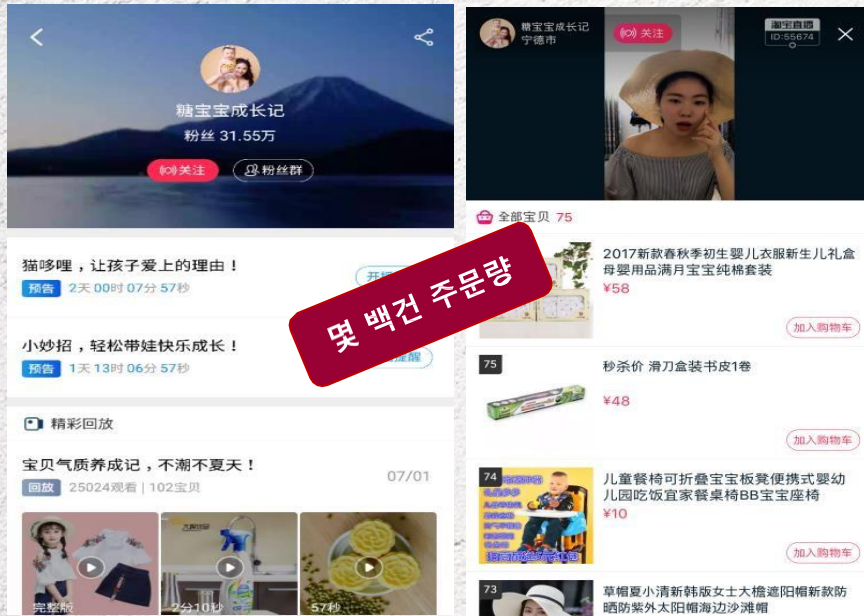 糖宝宝成长记
粉丝 31.55万
关注
粉丝群
猫哆哩，让孩子爱上的理由！
预告 2天 00时 07分 57秒
小妙招，轻松带娃快乐成长！
预告 1天 13时 06分 57秒
提醒
精彩回放
宝贝气质养成记，不潮不夏天！
回放 25024观看 | 102宝贝
07/01
完整版
2分10秒
57秒
몇 백건 주문량
糖宝宝成长记
宁德市
关注
淘宝直播
ID:55674
全部宝贝 75
2017新款春秋季初生婴儿衣服新生儿礼盒
母婴用品满月宝宝纯棉套装
¥58
加入购物车
75
秒杀价 滑刀盒装书皮1卷
¥48
加入购物车
74
儿童餐椅可折叠宝宝板凳便携式婴幼
儿园吃饭宜家餐桌椅BB宝宝座椅
¥10
加入购物车
73
草帽夏小清新韩版女士大檐遮阳帽新款防
晒防紫外太阳帽海边沙滩帽